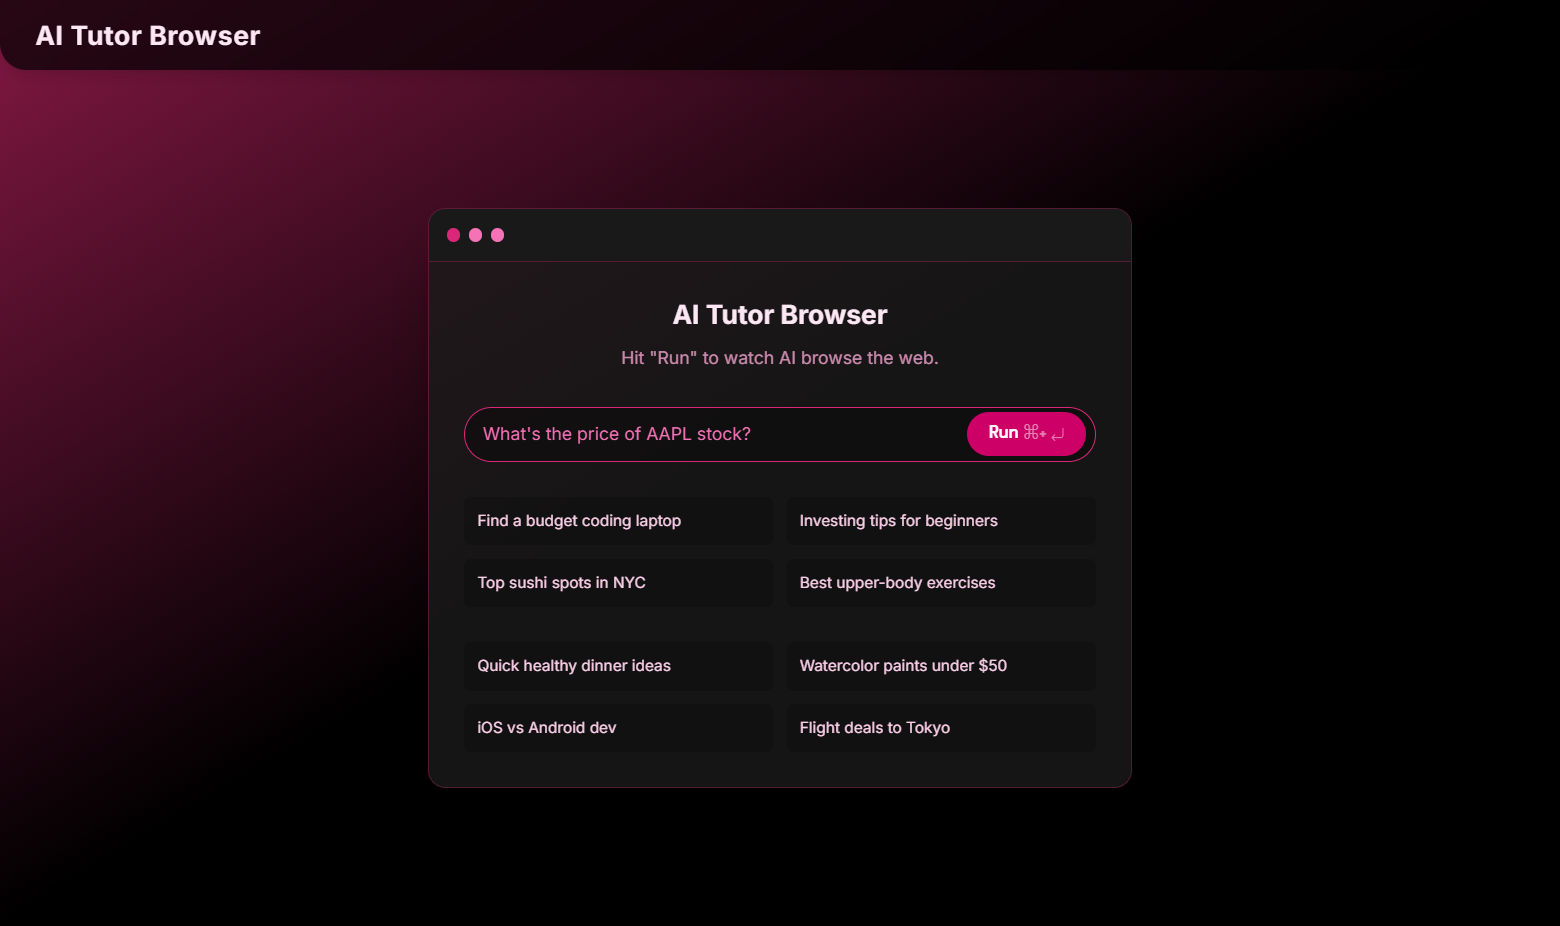 AI Tutor Browser
AI Tutor Browser
Hit "Run" to watch AI browse the web.
What's the price of AAPL stock?
Run ⌘+ ↵
Find a budget coding laptop
Investing tips for beginners
Top sushi spots in NYC
Best upper-body exercises
Quick healthy dinner ideas
Watercolor paints under $50
iOS vs Android dev
Flight deals to Tokyo